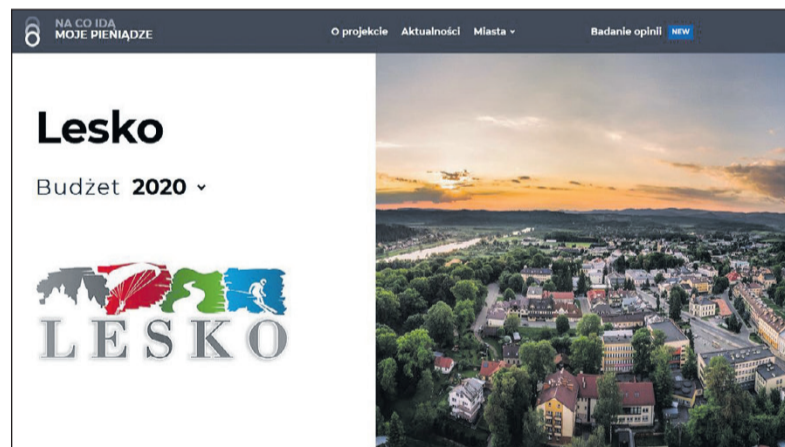 NA CO IDĄ
MOJE PIENIĄDZE
O projekcie Aktualności Miasta
Badanie opinii NEW
Lesko
Budżet 2020
LESKO